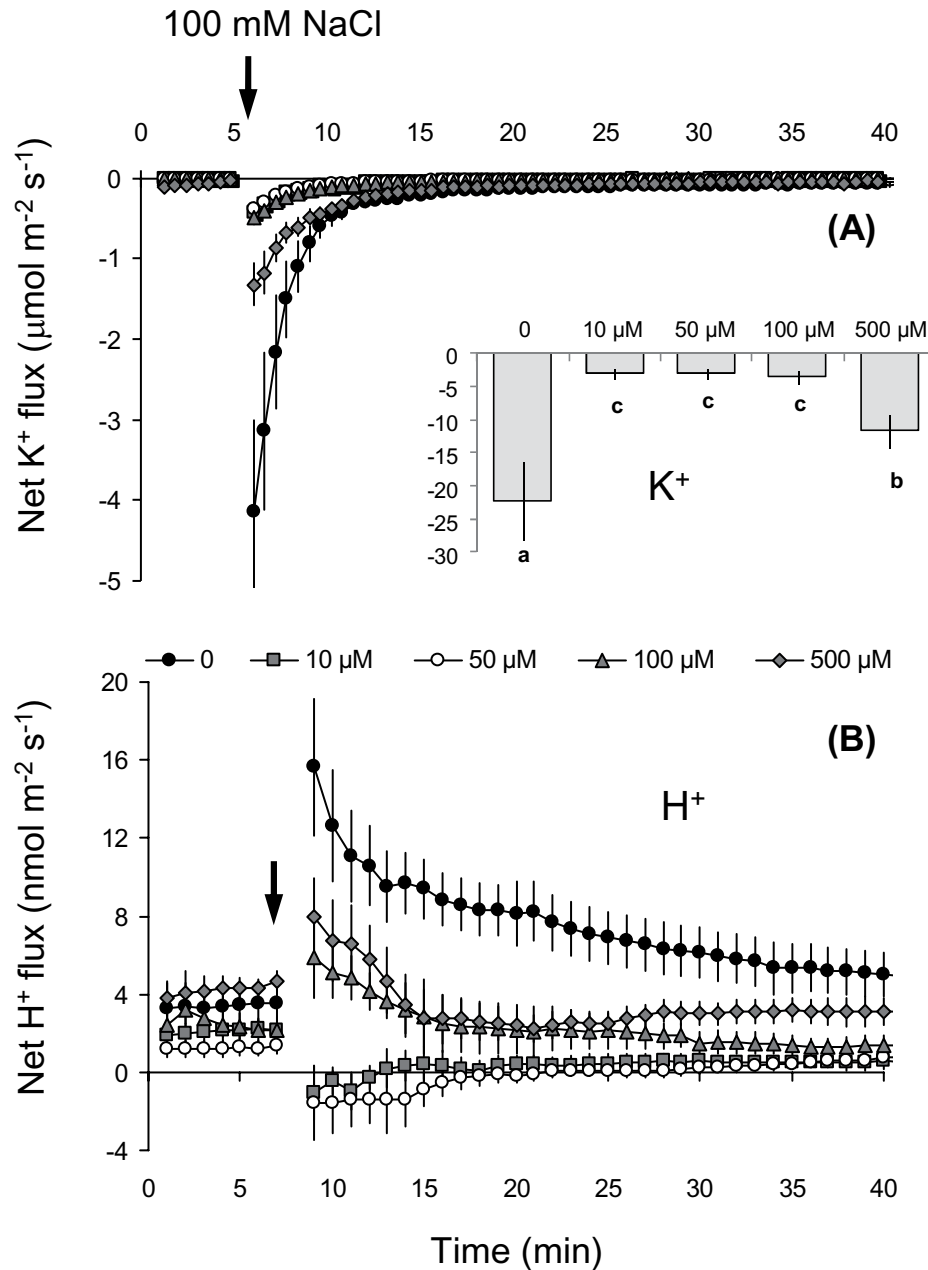 100 mM NaCl
0 5 10 15 20 25 30 35 40
Net K⁺ flux (μmol m⁻² s⁻¹)
0
-1
-2
-3
-4
-5
(A)
0 10 μM 50 μM 100 μM 500 μM
0
-5
-10
-15
-20
-25
-30
a
c
c
c
b
K⁺
0 10 μM 50 μM 100 μM 500 μM
Net H⁺ flux (nmol m⁻² s⁻¹)
20
16
12
8
4
0
-4
(B)
H⁺
0 5 10 15 20 25 30 35 40
Time (min)